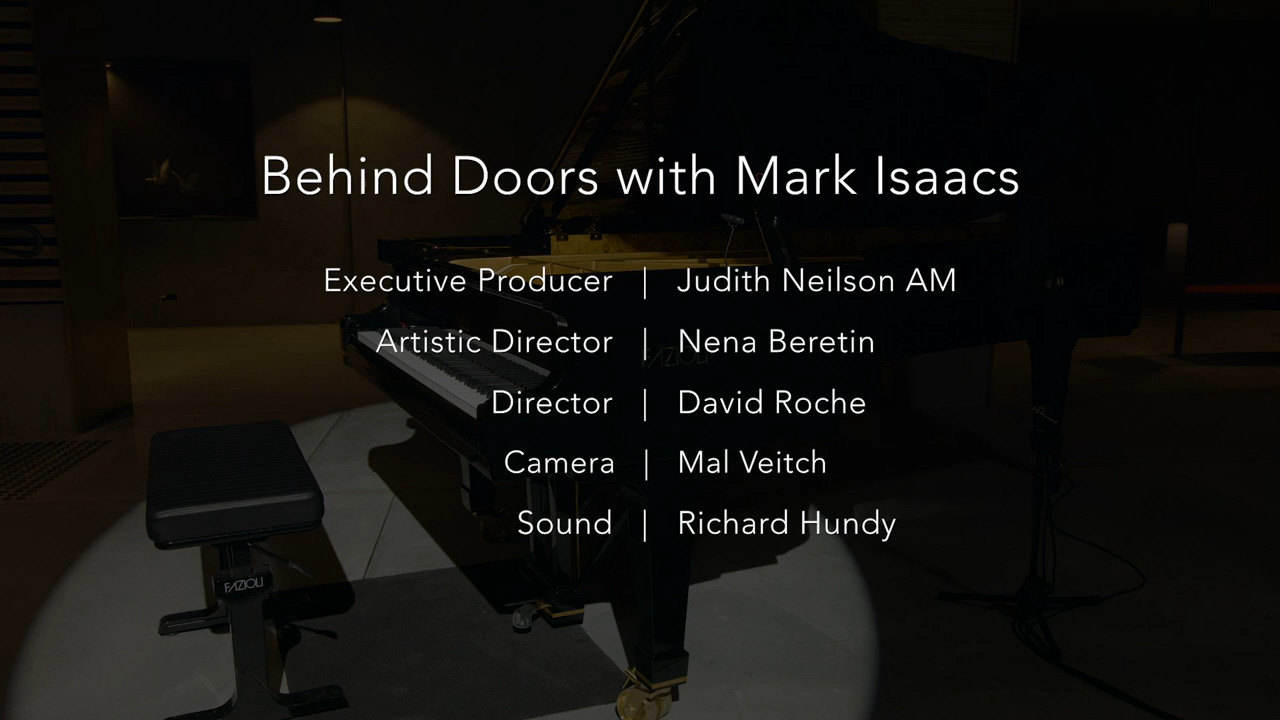 Behind Doors with Mark Isaacs
Executive Producer | Judith Neilson AM
Artistic Director | Nena Beretin
FAZIOLI
Director | David Roche
Camera | Mal Veitch
Sound | Richard Hundy
FAZIOLI